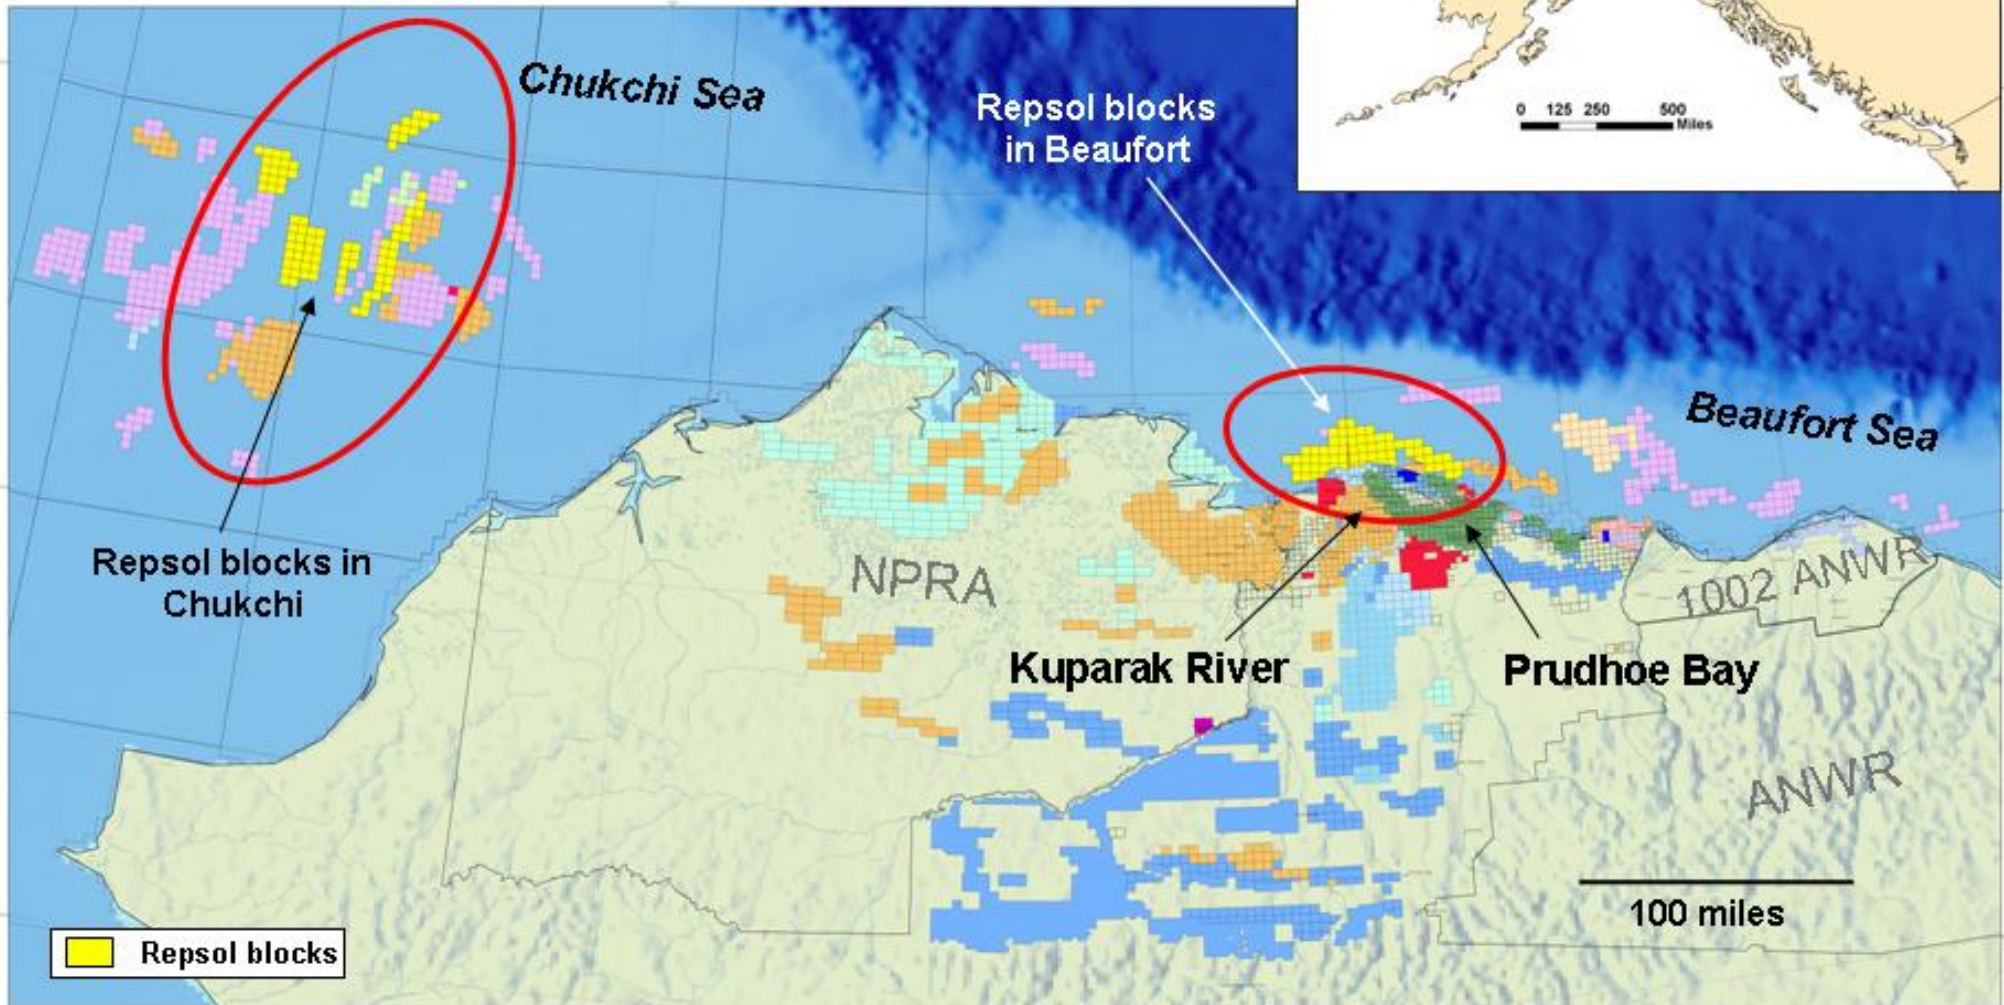 0 125 250 500
Miles
Chukchi Sea
Repsol blocks
in Beaufort
Beaufort Sea
Repsol blocks in
Chukchi
NPRA
1002 ANWR
Kuparak River
Prudhoe Bay
ANWR
100 miles
Repsol blocks